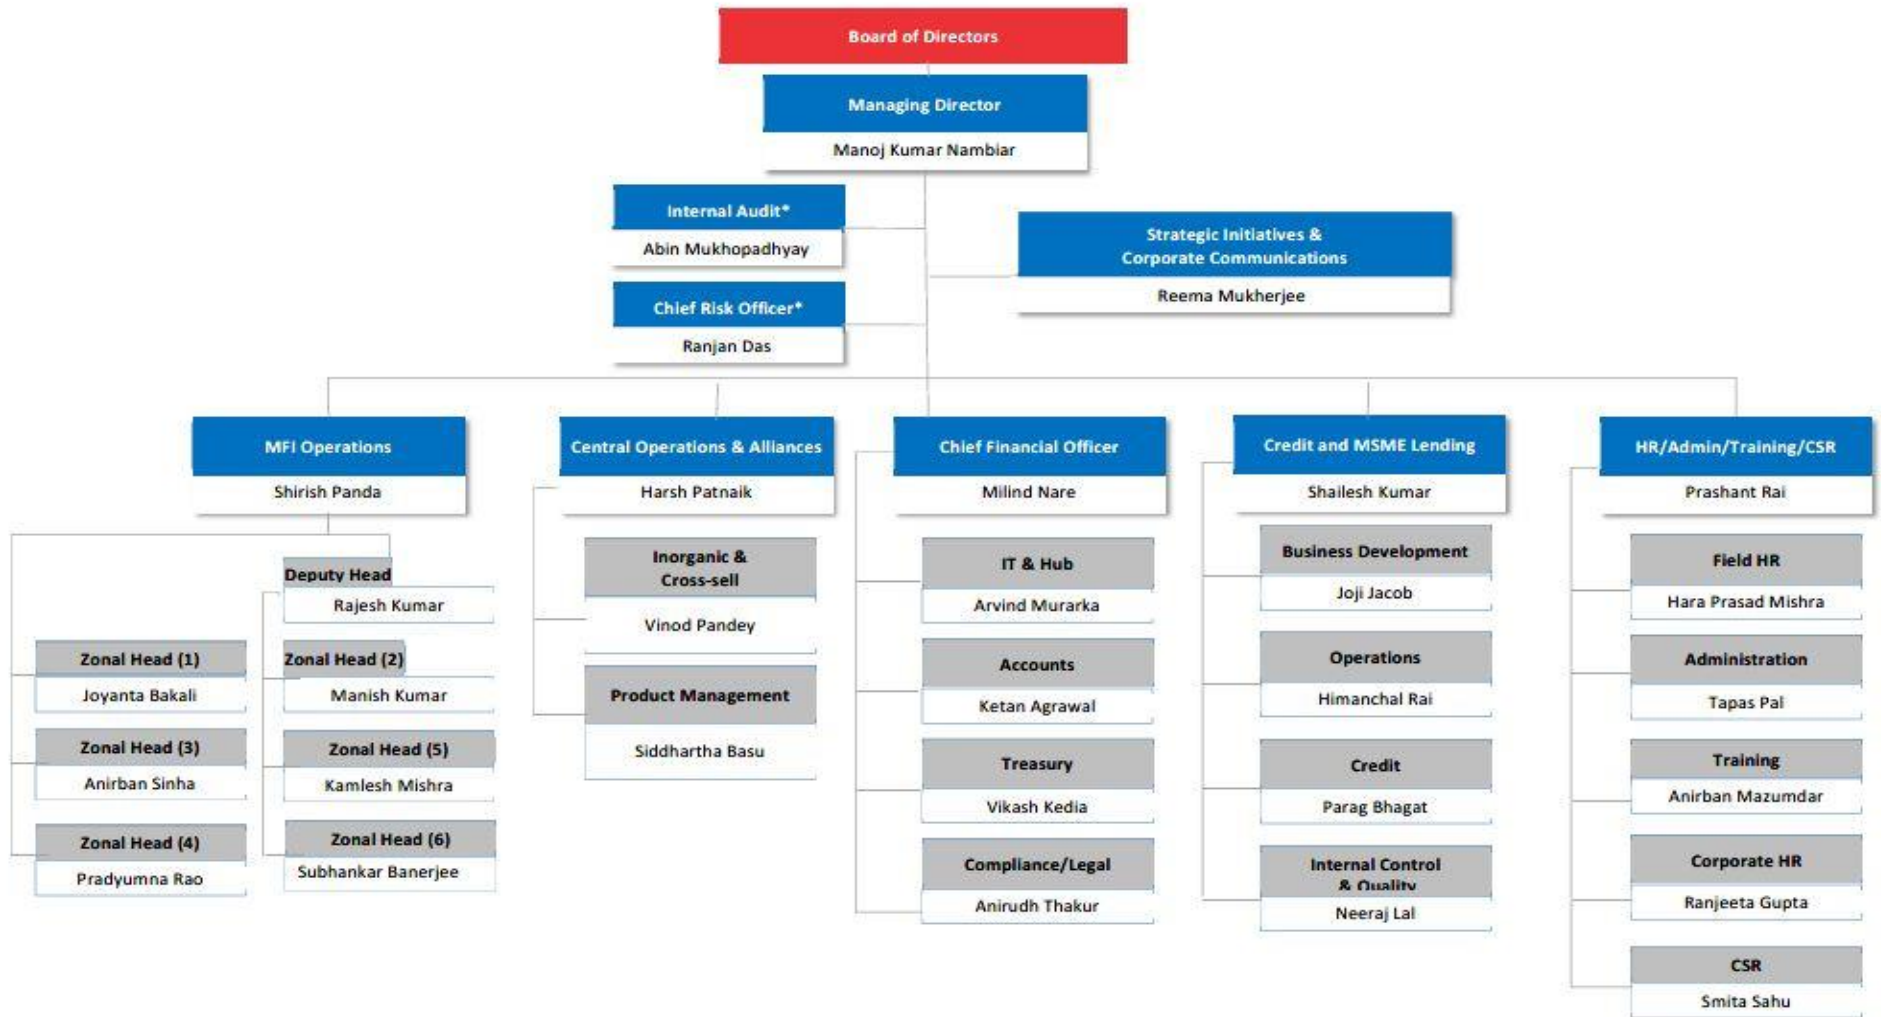 Board of Directors
Managing Director
Manoj Kumar Nambiar
Internal Audit*
Abin Mukhopadhyay
Strategic Initiatives &
Corporate Communications
Reema Mukherjee
Chief Risk Officer*
Ranjan Das
MFI Operations
Shirish Panda
Deputy Head
Rajesh Kumar
Zonal Head (1)
Joyanta Bakali
Zonal Head (2)
Manish Kumar
Zonal Head (3)
Anirban Sinha
Zonal Head (5)
Kamlesh Mishra
Zonal Head (4)
Pradyumna Rao
Zonal Head (6)
Subhankar Banerjee
Central Operations & Alliances
Harsh Patnaik
Inorganic &
Cross-sell
Vinod Pandey
Product Management
Siddhartha Basu
Chief Financial Officer
Milind Nare
IT & Hub
Arvind Murarka
Accounts
Ketan Agrawal
Treasury
Vikash Kedia
Compliance/Legal
Anirudh Thakur
Credit and MSME Lending
Shailesh Kumar
Business Development
Joji Jacob
Operations
Himanchal Rai
Credit
Parag Bhagat
Internal Control
& Quality
Neeraj Lal
HR/Admin/Training/CSR
Prashant Rai
Field HR
Hara Prasad Mishra
Administration
Tapas Pal
Training
Anirban Mazumdar
Corporate HR
Ranjeeta Gupta
CSR
Smita Sahu